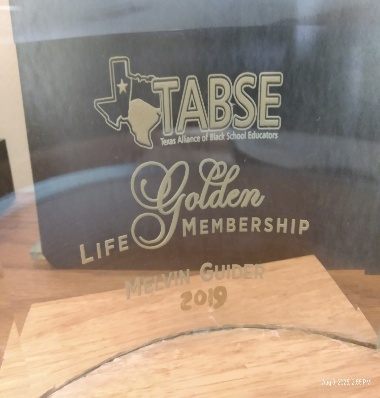 TABSE
Texas Alliance of Black School Educators
Golden
LIFE MEMBERSHIP
MELVIN GUIDER
2019